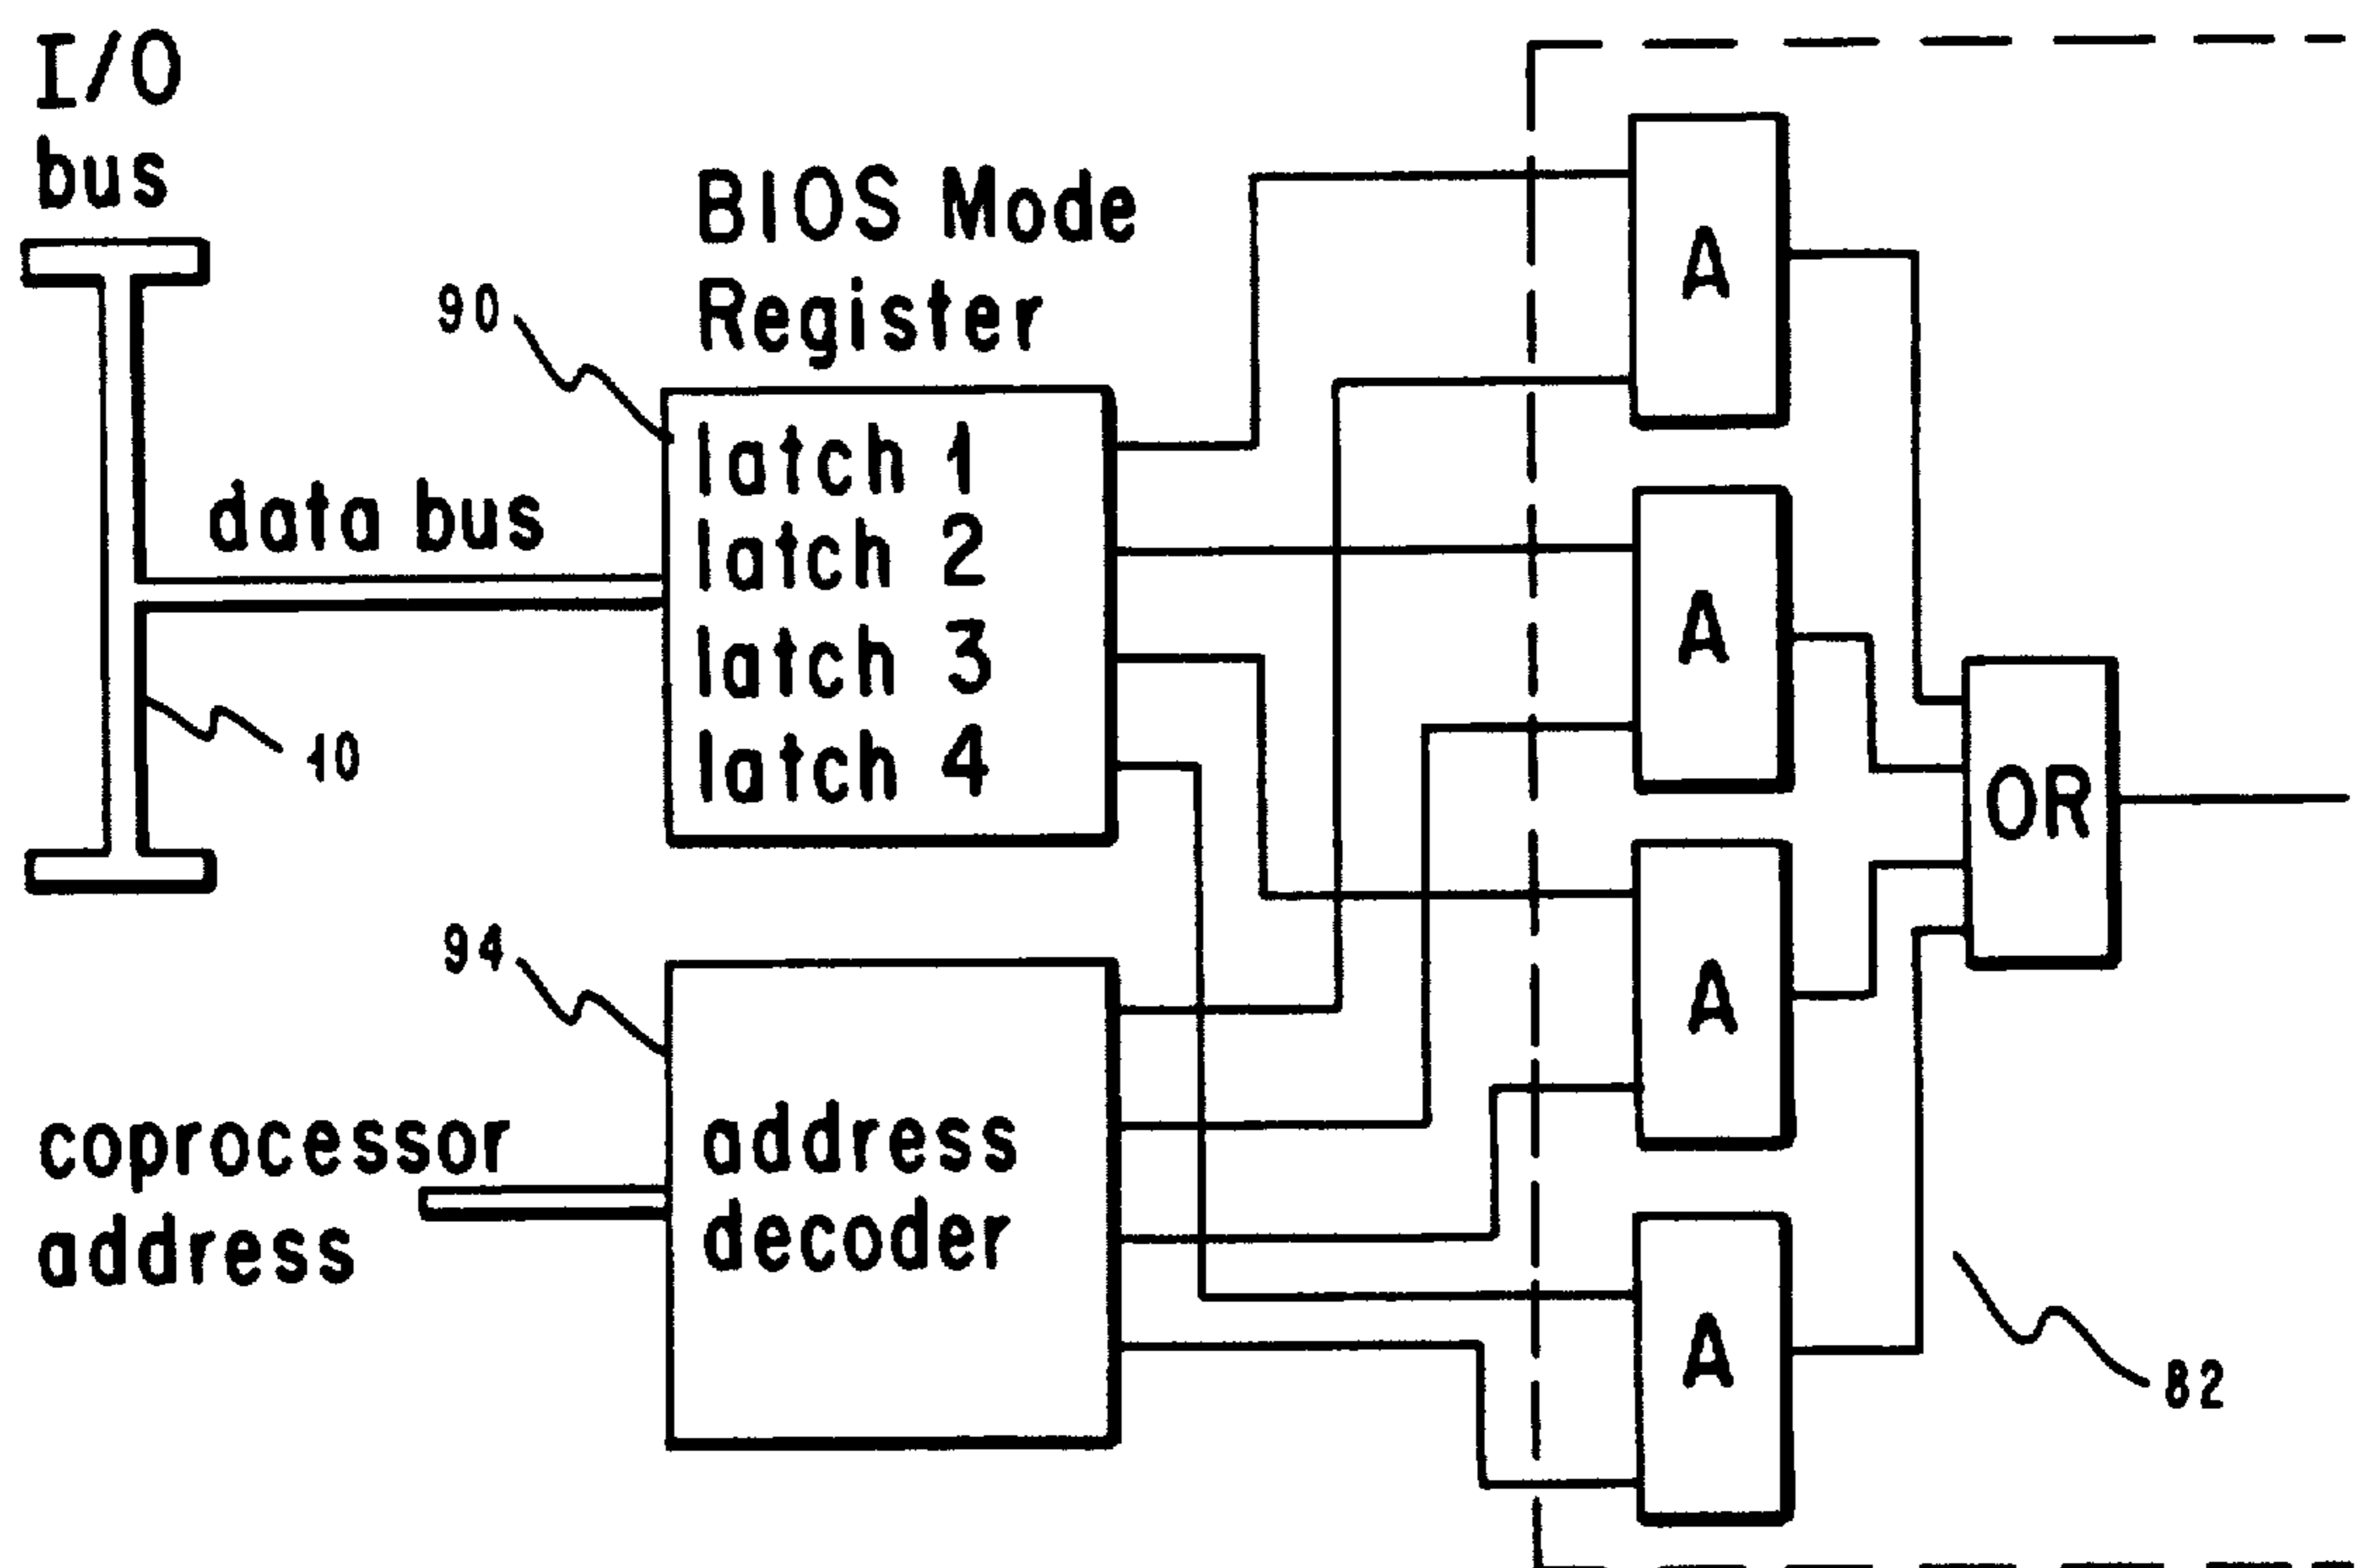 I/O
bus
BIOS Mode
Register
90
latch 1
latch 2
latch 3
latch 4
data bus
10
94
coprocessor
address
address
decoder
A
A
A
A
OR
82